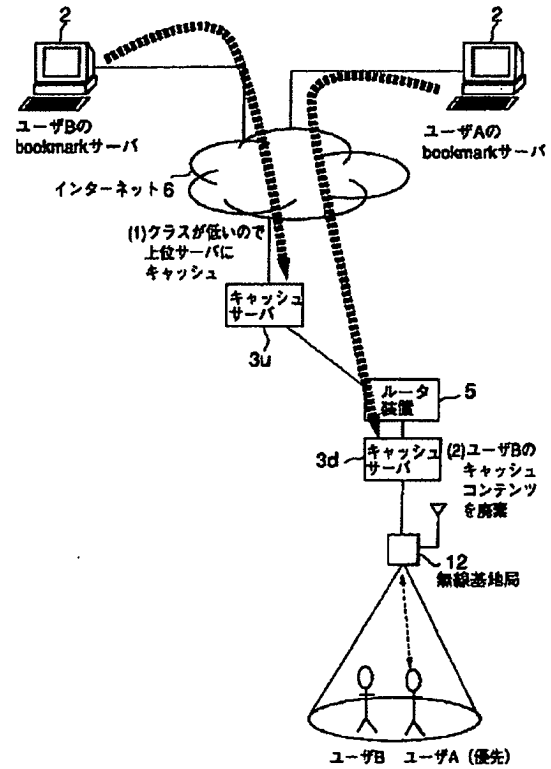 2
2
ユーザBの
bookmarkサーバ
ユーザAの
bookmarkサーバ
インターネット6
(1)クラスが低いので
上位サーバに
キャッシュ
キャッシュ
サーバ
3u
ルータ
装置
5
3d
キャッシュ
サーバ
(2)ユーザBの
キャッシュ
コンテンツ
を廃棄
12
無線基地局
ユーザB
ユーザA(優先)